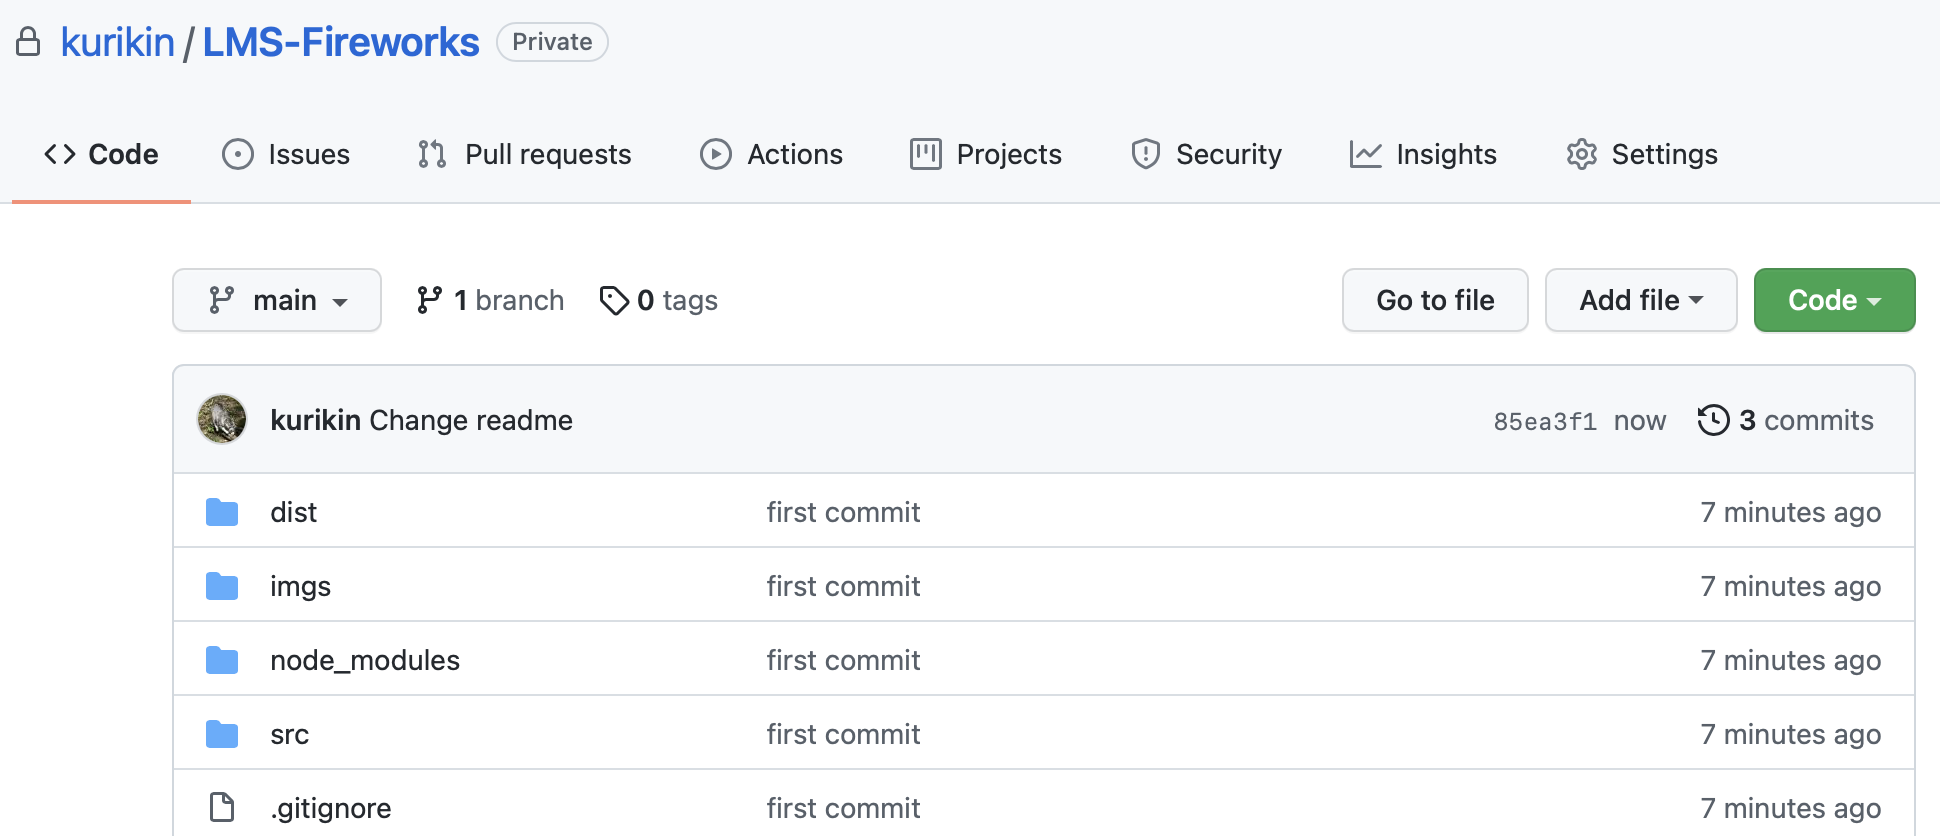 kurikin / LMS-Fireworks Private
Code Issues Pull requests Actions Projects Security Insights Settings
main 1 branch 0 tags Go to file Add file Code
kurikin Change readme 85ea3f1 now 3 commits
dist first commit 7 minutes ago
imgs first commit 7 minutes ago
node_modules first commit 7 minutes ago
src first commit 7 minutes ago
.gitignore first commit 7 minutes ago